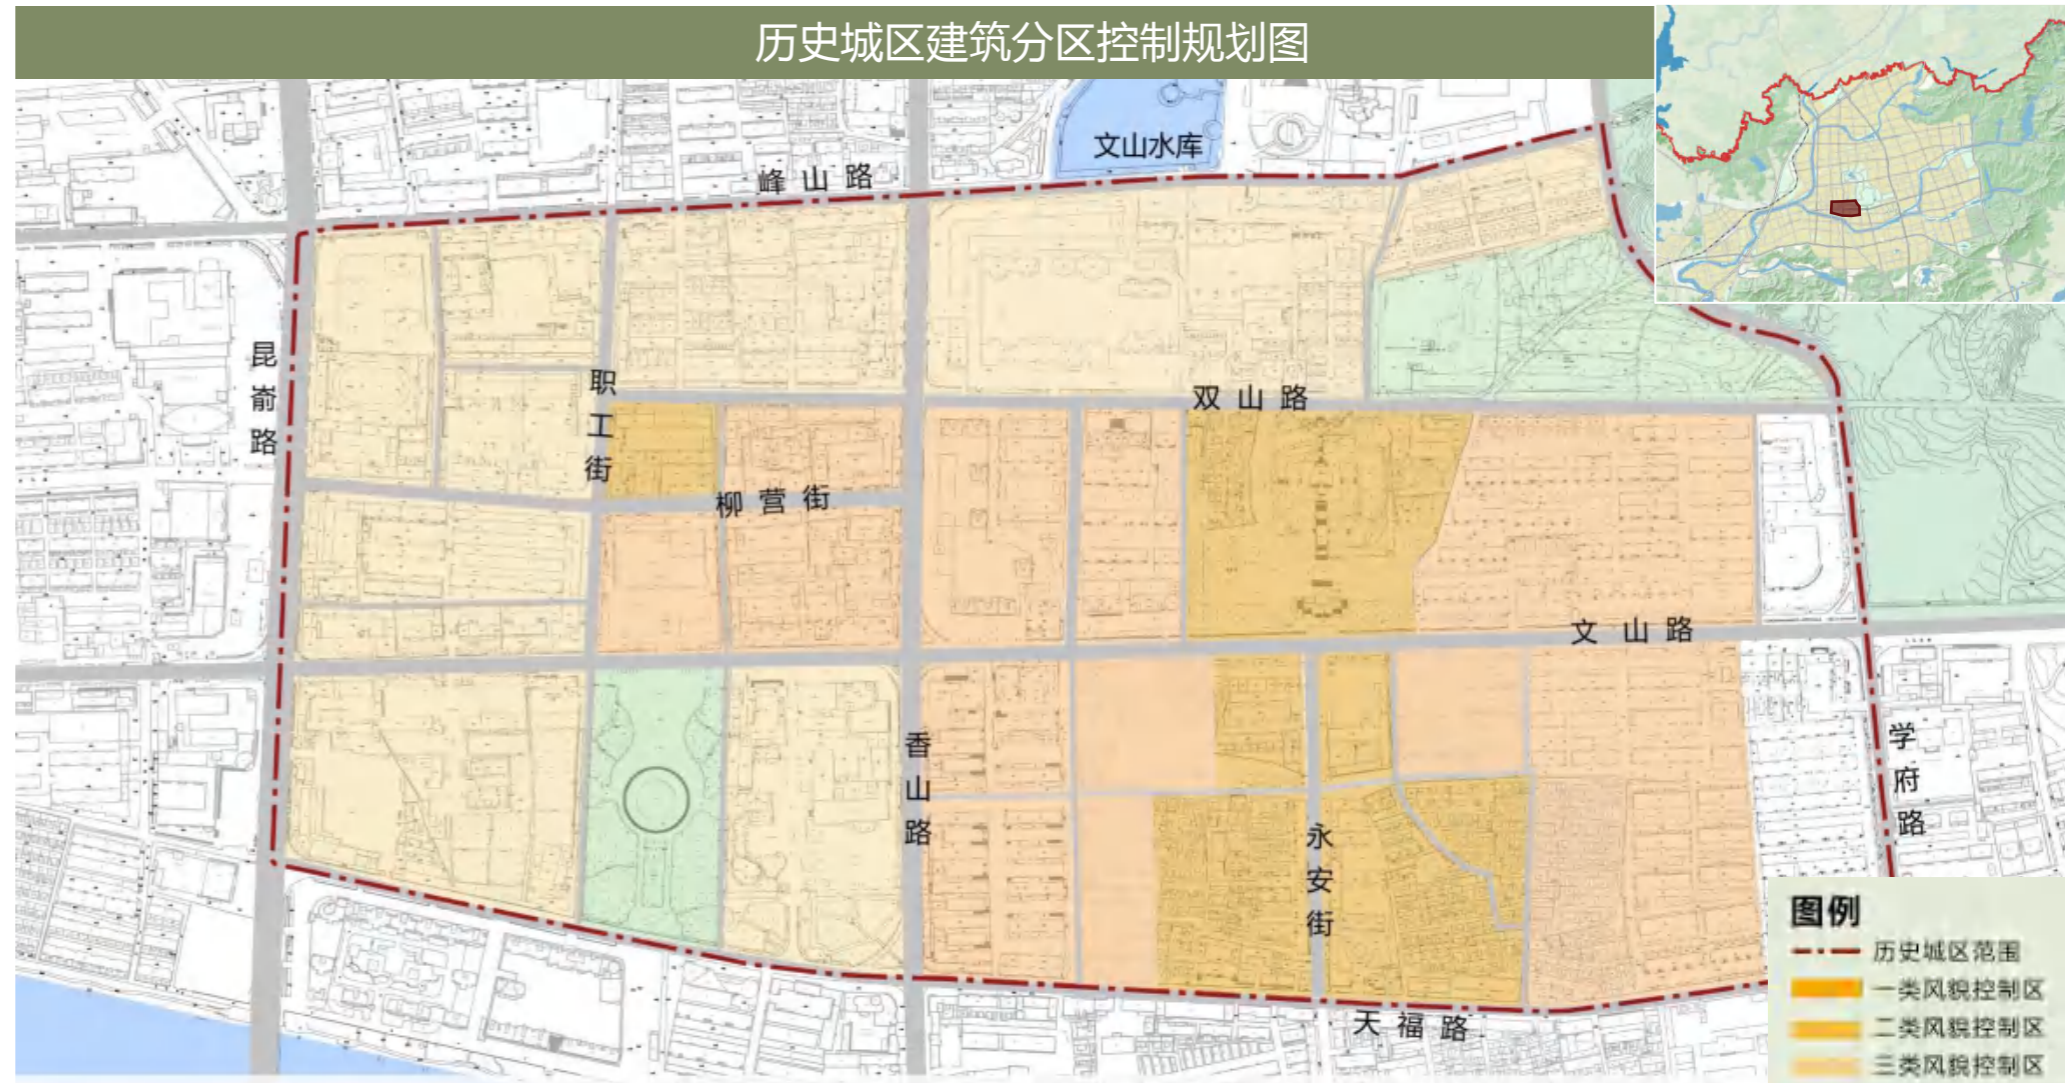 历史城区建筑分区控制规划图
文山水库
峰山路
昆嵛路
职工街
双山路
柳营街
文山路
香山路
学府路
永安街
天福路
图例
历史城区范围
一类风貌控制区
二类风貌控制区
三类风貌控制区